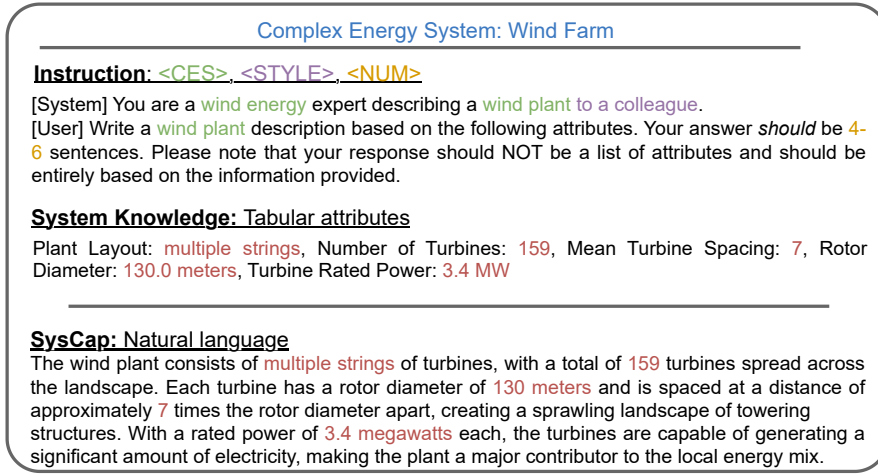 Complex Energy System: Wind Farm
Instruction: <CES>, <STYLE>, <NUM>
[System] You are a wind energy expert describing a wind plant to a colleague.
[User] Write a wind plant description based on the following attributes. Your answer should be 4-
6 sentences. Please note that your response should NOT be a list of attributes and should be
entirely based on the information provided.
System Knowledge: Tabular attributes
Plant Layout: multiple strings, Number of Turbines: 159, Mean Turbine Spacing: 7, Rotor
Diameter: 130.0 meters, Turbine Rated Power: 3.4 MW
SysCap: Natural language
The wind plant consists of multiple strings of turbines, with a total of 159 turbines spread across
the landscape. Each turbine has a rotor diameter of 130 meters and is spaced at a distance of
approximately 7 times the rotor diameter apart, creating a sprawling landscape of towering
structures. With a rated power of 3.4 megawatts each, the turbines are capable of generating a
significant amount of electricity, making the plant a major contributor to the local energy mix.